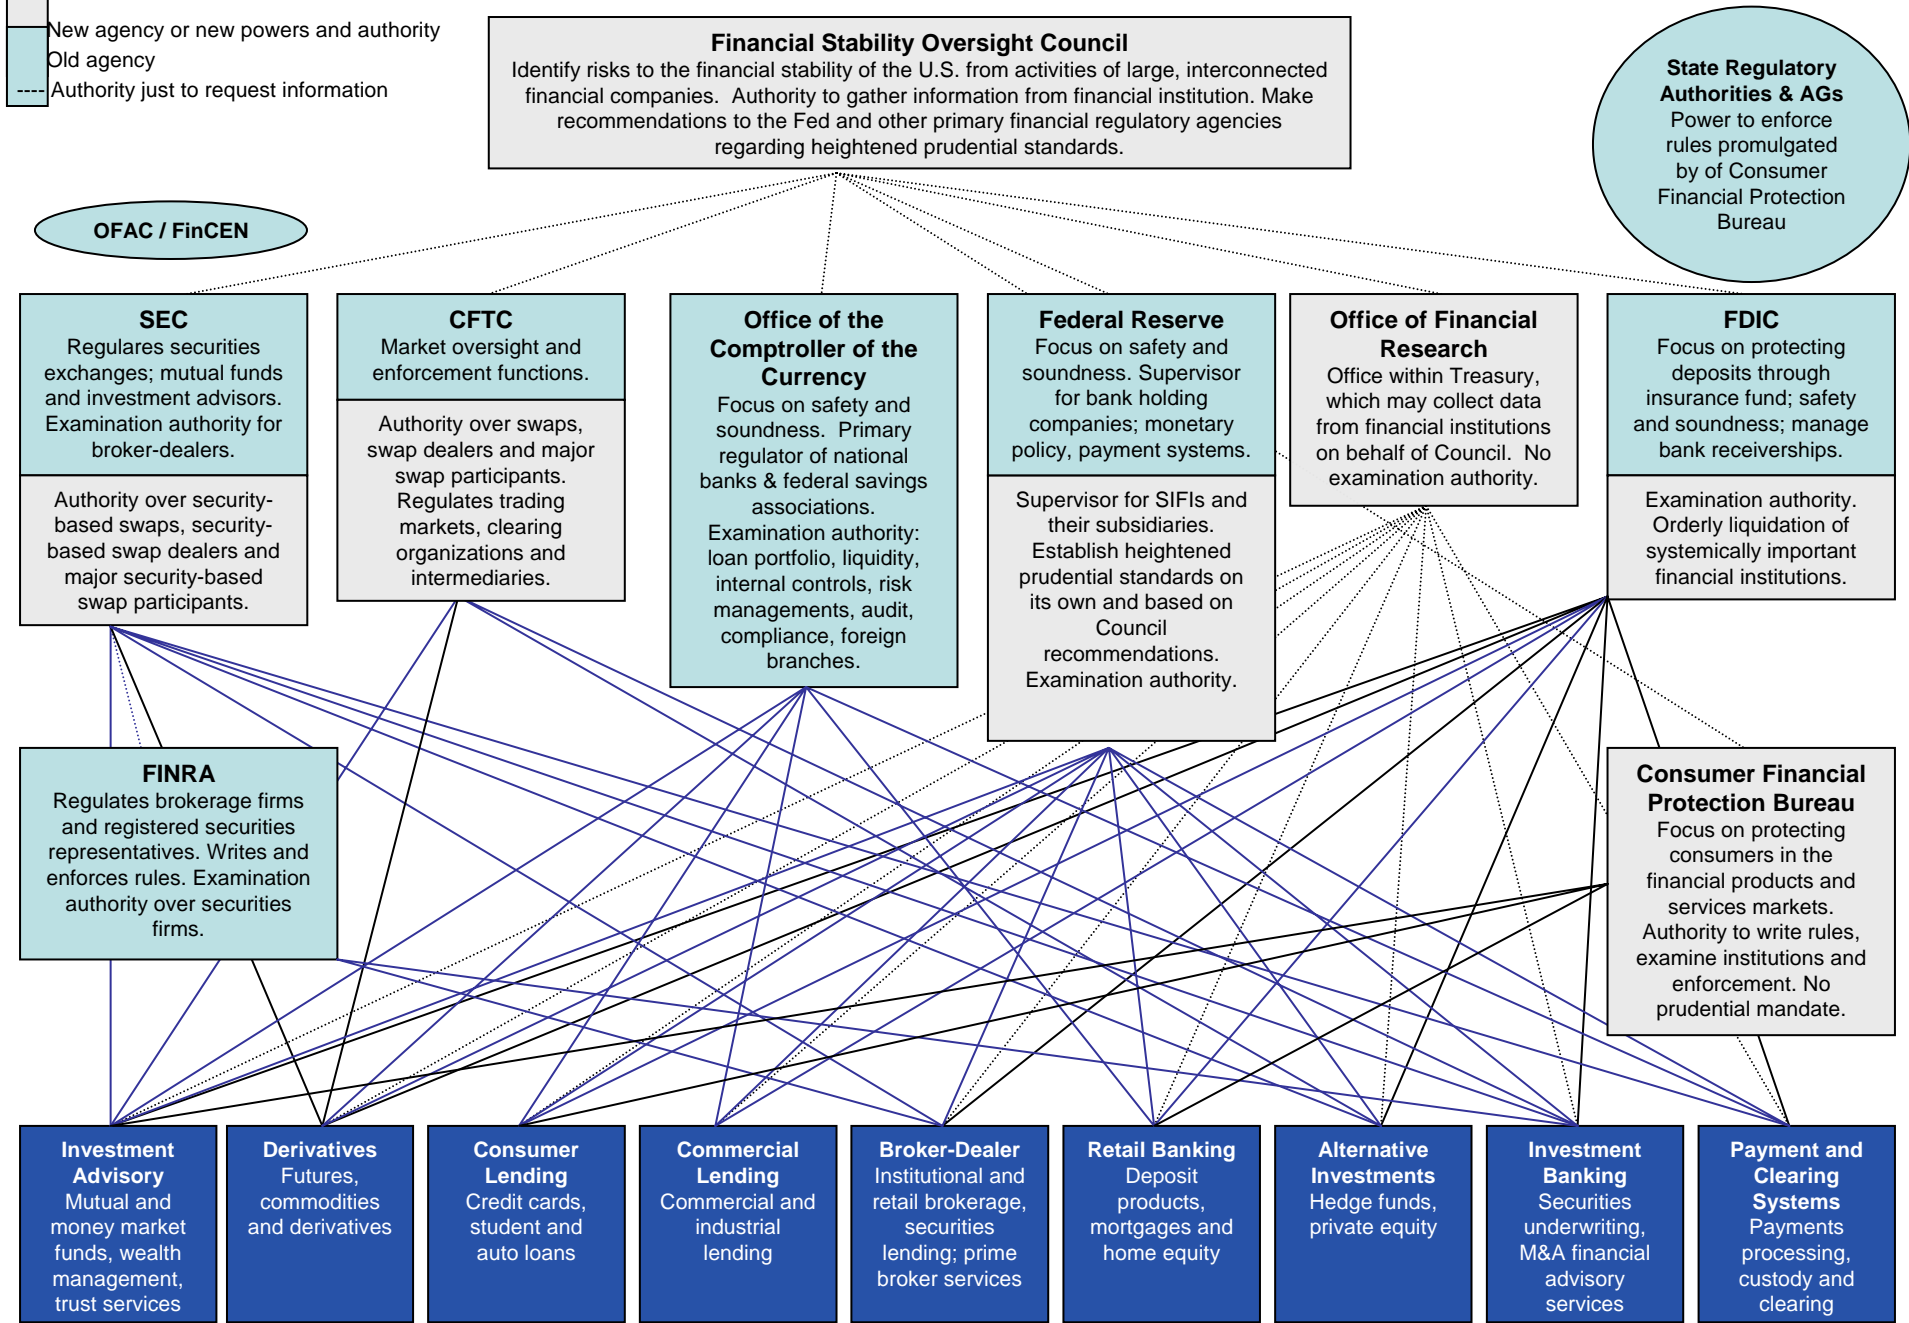 New agency or new powers and authority
Old agency
---- Authority just to request information
Financial Stability Oversight Council
Identify risks to the financial stability of the U.S. from activities of large, interconnected
financial companies.  Authority to gather information from financial institution. Make
recommendations to the Fed and other primary financial regulatory agencies
regarding heightened prudential standards.
State Regulatory
Authorities & AGs
Power to enforce
rules promulgated
by of Consumer
Financial Protection
Bureau
OFAC / FinCEN
SEC
Regulares securities
exchanges; mutual funds
and investment advisors.
Examination authority for
broker-dealers.
Authority over security-
based swaps, security-
based swap dealers and
major security-based
swap participants.
CFTC
Market oversight and
enforcement functions.
Authority over swaps,
swap dealers and major
swap participants.
Regulates trading
markets, clearing
organizations and
intermediaries.
Office of the
Comptroller of the
Currency
Focus on safety and
soundness.  Primary
regulator of national
banks & federal savings
associations.
Examination authority:
loan portfolio, liquidity,
internal controls, risk
managements, audit,
compliance, foreign
branches.
Federal Reserve
Focus on safety and
soundness. Supervisor
for bank holding
companies; monetary
policy, payment systems.
Supervisor for SIFIs and
their subsidiaries.
Establish heightened
prudential standards on
its own and based on
Council
recommendations.
Examination authority.
Office of Financial
Research
Office within Treasury,
which may collect data
from financial institutions
on behalf of Council.  No
examination authority.
FDIC
Focus on protecting
deposits through
insurance fund; safety
and soundness; manage
bank receiverships.
Examination authority.
Orderly liquidation of
systemically important
financial institutions.
FINRA
Regulates brokerage firms
and registered securities
representatives. Writes and
enforces rules. Examination
authority over securities
firms.
Consumer Financial
Protection Bureau
Focus on protecting
consumers in the
financial products and
services markets.
Authority to write rules,
examine institutions and
enforcement. No
prudential mandate.
Investment
Advisory
Mutual and
money market
funds, wealth
management,
trust services
Derivatives
Futures,
commodities
and derivatives
Consumer
Lending
Credit cards,
student and
auto loans
Commercial
Lending
Commercial and
industrial
lending
Broker-Dealer
Institutional and
retail brokerage,
securities
lending; prime
broker services
Retail Banking
Deposit
products,
mortgages and
home equity
Alternative
Investments
Hedge funds,
private equity
Investment
Banking
Securities
underwriting,
M&A financial
advisory
services
Payment and
Clearing
Systems
Payments
processing,
custody and
clearing